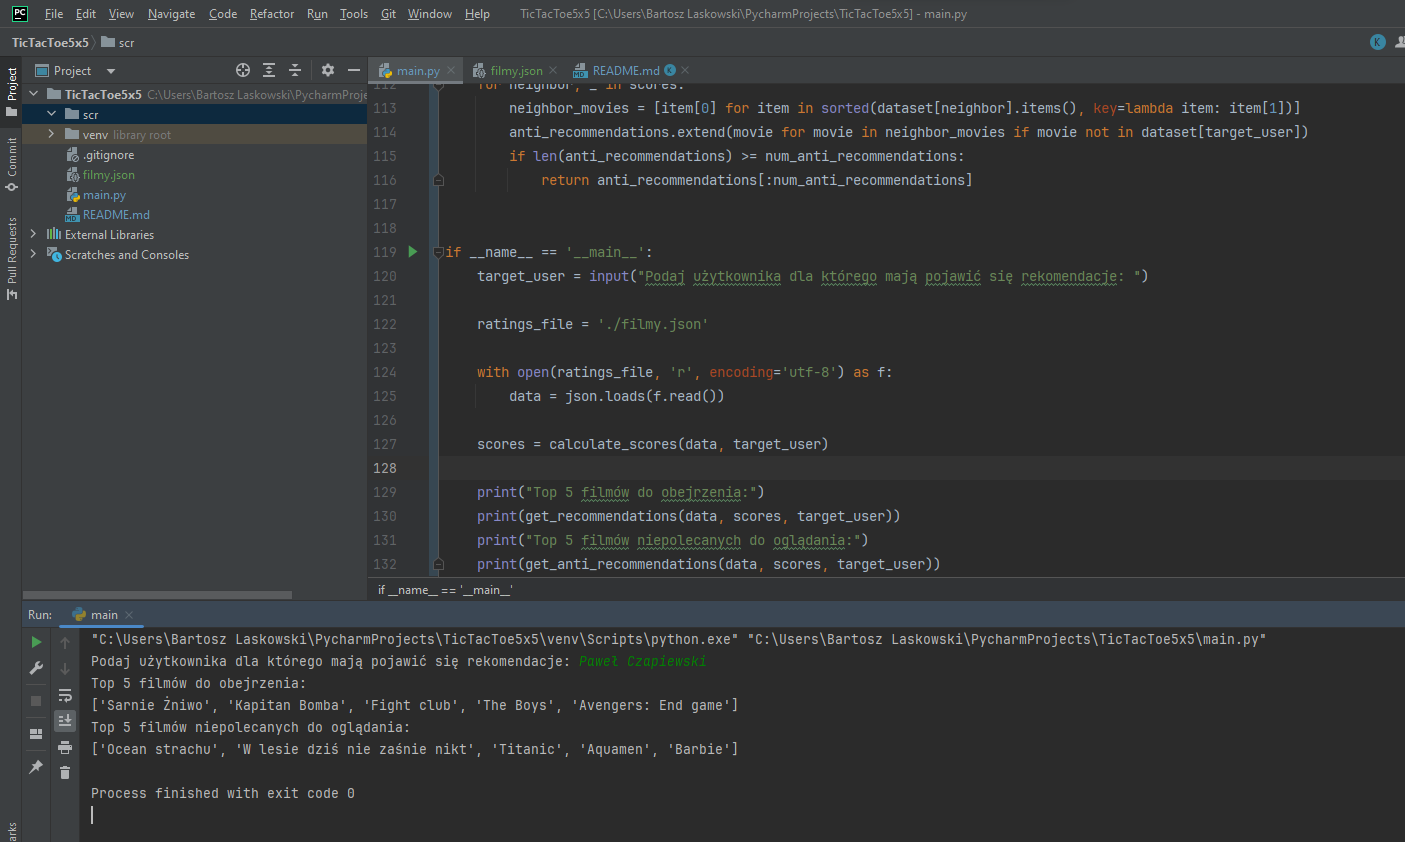 PC File Edit View Navigate Code Refactor Run Tools Git Window Help TicTacToe5x5 [C:\Users\Bartosz Laskowski\PycharmProjects\TicTacToe5x5] - main.py
TicTacToe5x5 scr K
Project
Commit
Pull Requests
Project
TicTacToe5x5 C:\Users\Bartosz Laskowski\PycharmProje
scr
venv library root
.gitignore
filmy.json
main.py
README.md
External Libraries
Scratches and Consoles
main.py filmy.json README.md K
112 for neighbor, _ in scores:
113 neighbor_movies = [item[0] for item in sorted(dataset[neighbor].items(), key=lambda item: item[1])]
114 anti_recommendations.extend(movie for movie in neighbor_movies if movie not in dataset[target_user])
115 if len(anti_recommendations) >= num_anti_recommendations:
116 return anti_recommendations[:num_anti_recommendations]
117
118
119 if __name__ == '__main__':
120 target_user = input("Podaj użytkownika dla którego mają pojawić się rekomendacje: ")
121
122 ratings_file = './filmy.json'
123
124 with open(ratings_file, 'r', encoding='utf-8') as f:
125 data = json.loads(f.read())
126
127 scores = calculate_scores(data, target_user)
128
129 print("Top 5 filmów do obejrzenia:")
130 print(get_recommendations(data, scores, target_user))
131 print("Top 5 filmów niepolecanych do oglądania:")
132 print(get_anti_recommendations(data, scores, target_user))
if __name__ == '__main__'
Run: main
"C:\Users\Bartosz Laskowski\PycharmProjects\TicTacToe5x5\venv\Scripts\python.exe" "C:\Users\Bartosz Laskowski\PycharmProjects\TicTacToe5x5\main.py"
Podaj użytkownika dla którego mają pojawić się rekomendacje: Paweł Czapiewski
Top 5 filmów do obejrzenia:
['Sarnie Żniwo', 'Kapitan Bomba', 'Fight club', 'The Boys', 'Avengers: End game']
Top 5 filmów niepolecanych do oglądania:
['Ocean strachu', 'W lesie dziś nie zaśnie nikt', 'Titanic', 'Aquamen', 'Barbie']
Process finished with exit code 0